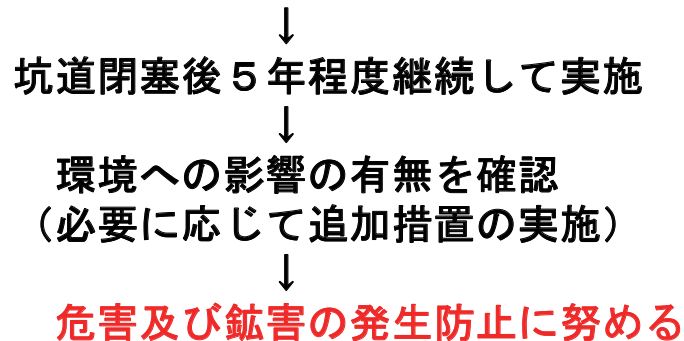 ↓
坑道閉塞後５年程度継続して実施
↓
環境への影響の有無を確認
（必要に応じて追加措置の実施）
↓
危害及び鉱害の発生防止に努める